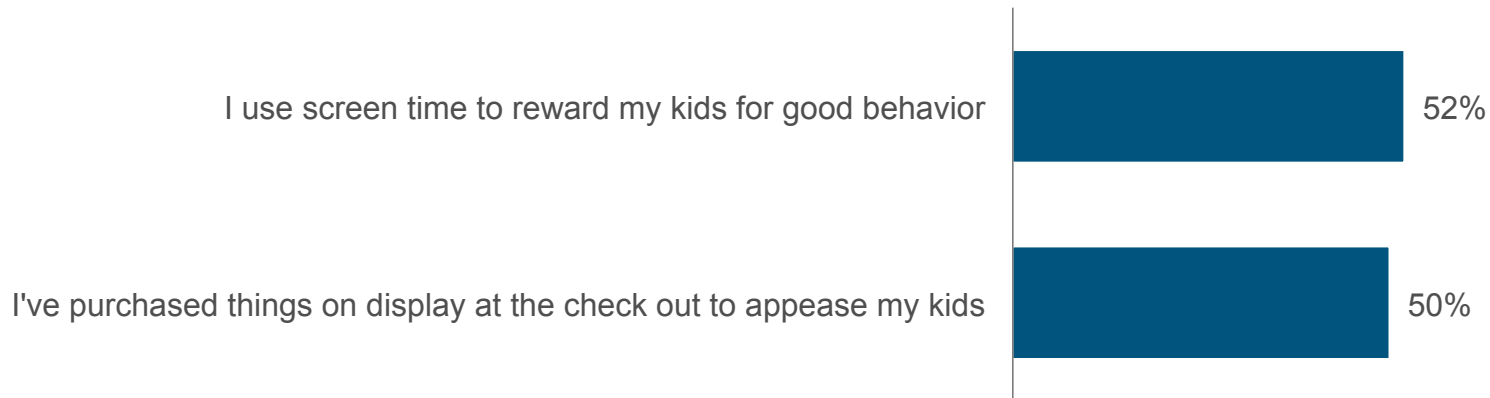 I use screen time to reward my kids for good behavior 52%
I've purchased things on display at the check out to appease my kids 50%